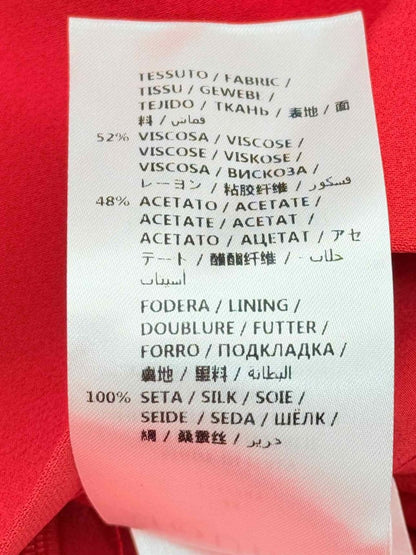 TESSUTO / FABRIC /
TISSU / GEWEBE /
TEJIDO / ТКАНЬ / 表地 / 面
料 / قماش
52% VISCOSA / VISCOSE /
VISCOSE / VISKOSE /
VISCOSA / ВИСКОЗА /
レーヨン / 粘胶纤维 / فسكوز
48% ACETATO / ACETATE /
ACETATE / ACETAT /
ACETATO / АЦЕТАТ / アセ
テート / 醋酯纤维 / خلات -
أسيتات
FODERA / LINING /
DOUBLURE / FUTTER /
FORRO / ПОДКЛАДКА /
裏地 / 里料 / البطانة
100% SETA / SILK / SOIE /
SEIDE / SEDA / ШЁЛК /
絹 / 桑蚕丝 / حرير